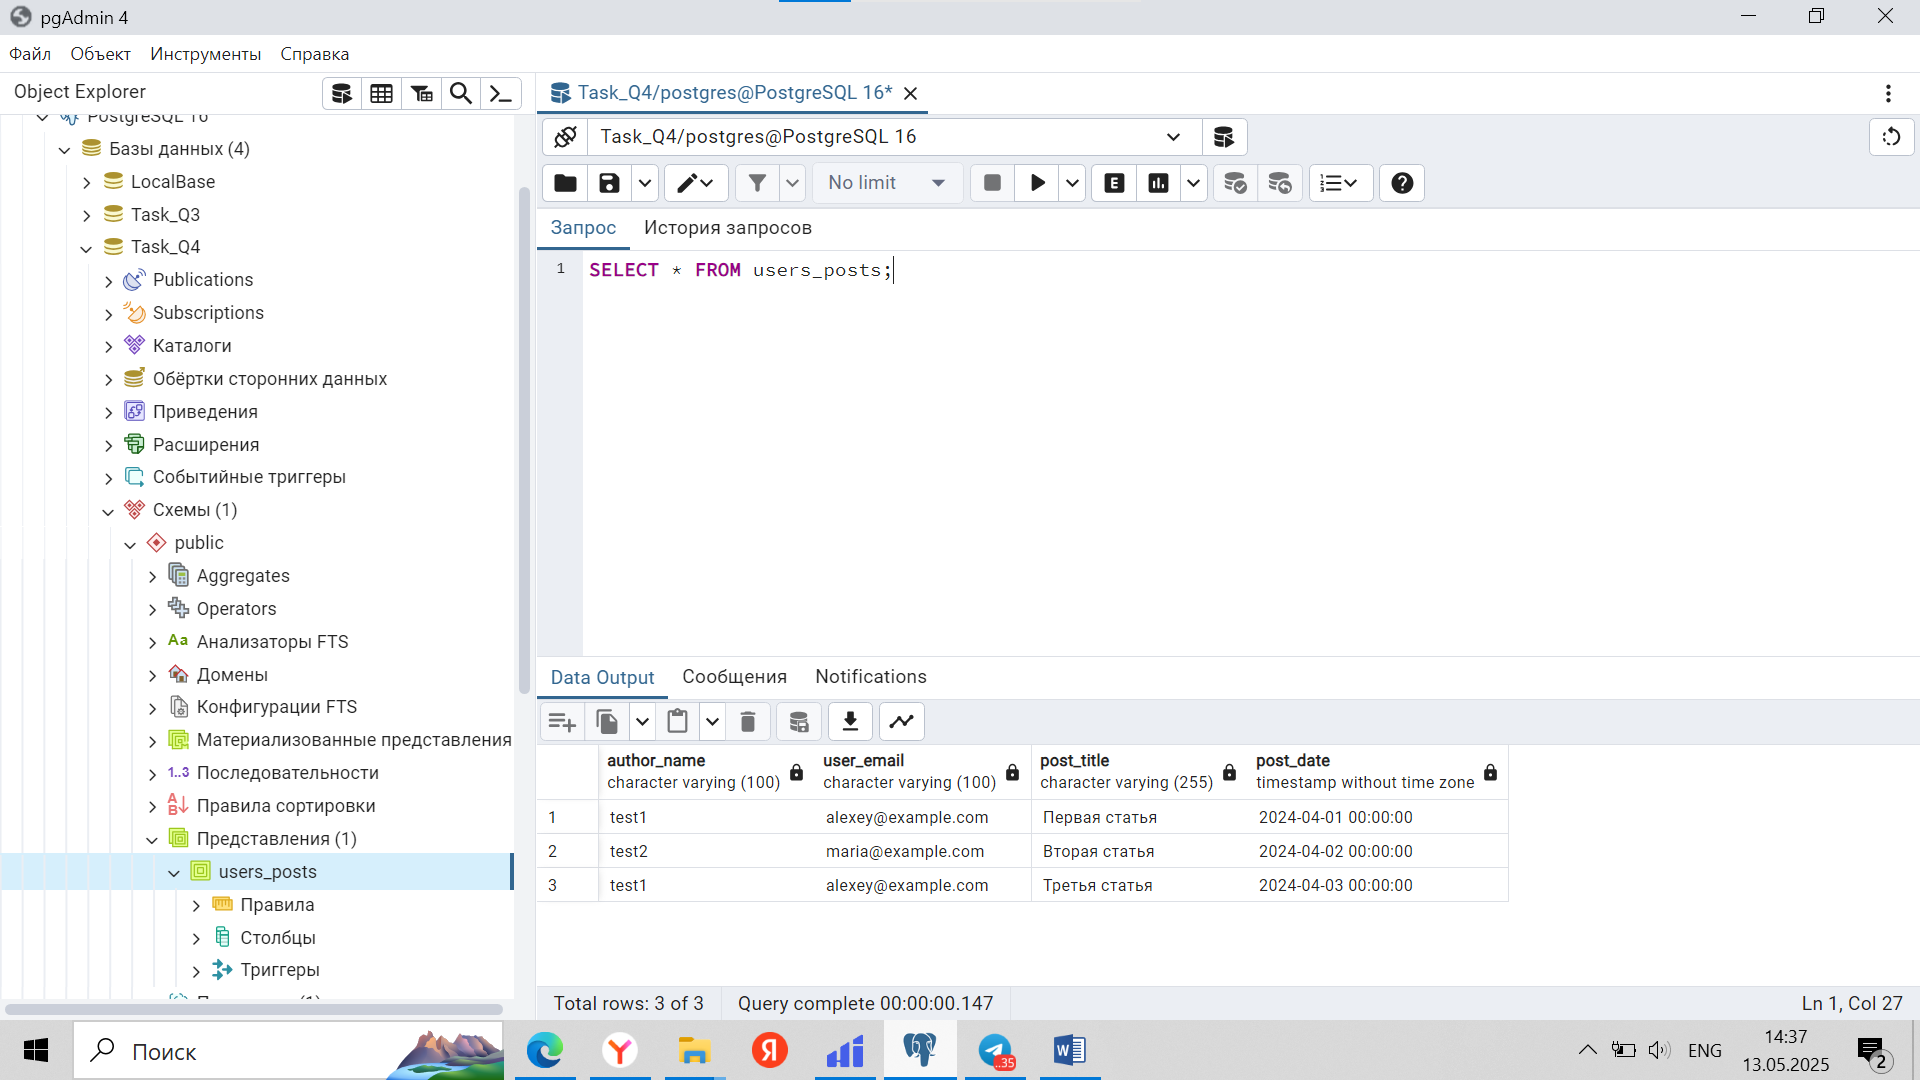 pgAdmin 4
Файл Объект Инструменты Справка
Object Explorer
PostgreSQL 16
Базы данных (4)
LocalBase
Task_Q3
Task_Q4
Publications
Subscriptions
Каталоги
Обёртки сторонних данных
Приведения
Расширения
Событийные триггеры
Схемы (1)
public
Aggregates
Operators
Aa Анализаторы FTS
Домены
Конфигурации FTS
Материализованные представления
1..3 Последовательности
Правила сортировки
Представления (1)
users_posts
Правила
Столбцы
Триггеры
Task_Q4/postgres@PostgreSQL 16*
Task_Q4/postgres@PostgreSQL 16
No limit
E
Запрос История запросов
1 SELECT * FROM users_posts;
Data Output Сообщения Notifications
author_name user_email post_title post_date
character varying (100) character varying (100) character varying (255) timestamp without time zone
1 test1 alexey@example.com Первая статья 2024-04-01 00:00:00
2 test2 maria@example.com Вторая статья 2024-04-02 00:00:00
3 test1 alexey@example.com Третья статья 2024-04-03 00:00:00
Total rows: 3 of 3 Query complete 00:00:00.147 Ln 1, Col 27
Поиск
Я
..35
W
ENG
14:37
13.05.2025
2